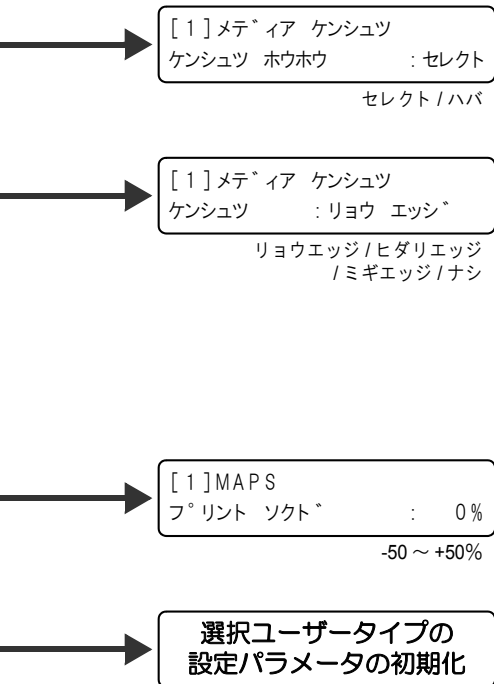 [1]メテ゛ィア ケンシュツ
ケンシュツ ホウホウ :セレクト
セレクト/ハバ
[1]メテ゛ィア ケンシュツ
ケンシュツ :リョウ エッシ゛
リョウエッジ/ヒダリエッジ
/ミギエッジ/ナシ
[1]MAPS
フ゜リント ソクト゛ : 0%
-50～+50%
選択ユーザータイプの
設定パラメータの初期化